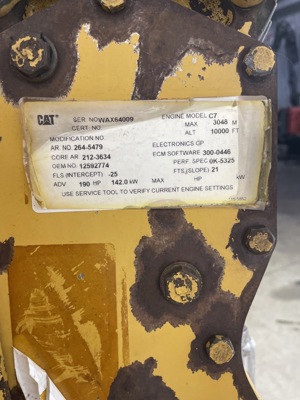 CAT
CAT® SER NO WAX64009 ENGINE MODEL C7
CERT. NO. MAX 3048 M
MODIFICATION NO. ALT 10000 FT
AR NO. 264-5479 ELECTRONICS GP
CORE AR 212-3634 ECM SOFTWARE 300-0446
OEM NO. 12592774 PERF. SPEC 0K-5325
FLS (INTERCEPT) -25 FTS,(SLOPE) 21
ADV 190 HP 142.0 kW MAX HP kW
USE SERVICE TOOL TO VERIFY CURRENT ENGINE SETTINGS